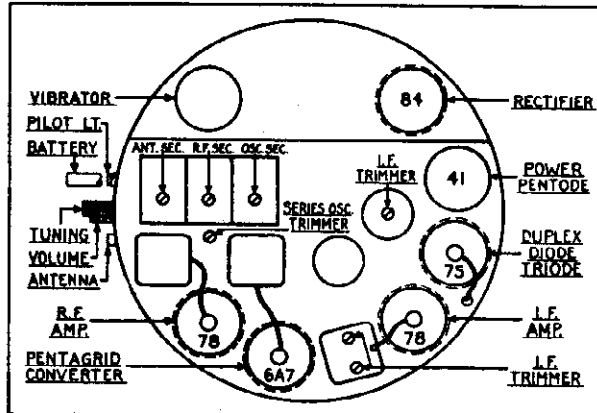 VIBRATOR
84
RECTIFIER
PILOT LT.
BATTERY
ANT. SEC. R.F. SEC. OSC. SEC.
I.F.
TRIMMER
41
POWER
PENTODE
SERIES OSC.
TRIMMER
TUNING
VOLUME
ANTENNA
75
DUPLEX
DIODE
TRIODE
R.F.
AMP.
78
78
I.F.
AMP.
PENTAGRID
CONVERTER
6A7
I.F.
TRIMMER